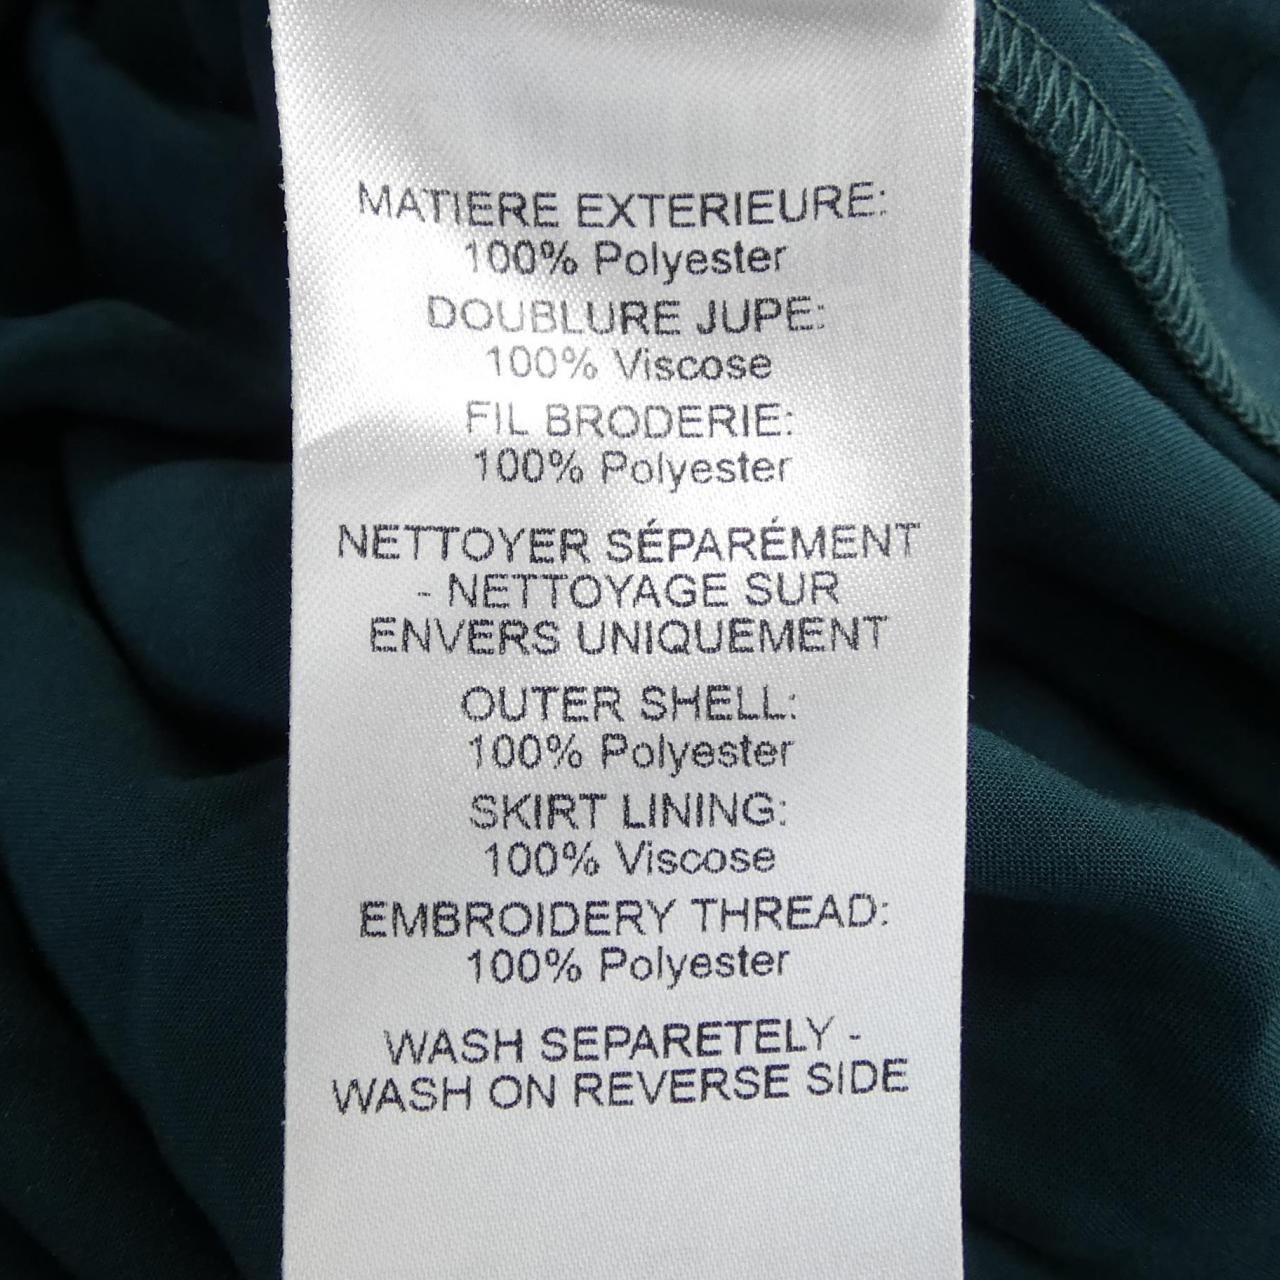 MATIERE EXTERIEURE:
100% Polyester
DOUBLURE JUPE:
100% Viscose
FIL BRODERIE:
100% Polyester
NETTOYER SÉPARÉMENT
- NETTOYAGE SUR
ENVERS UNIQUEMENT
OUTER SHELL:
100% Polyester
SKIRT LINING:
100% Viscose
EMBROIDERY THREAD:
100% Polyester
WASH SEPARETELY -
WASH ON REVERSE SIDE